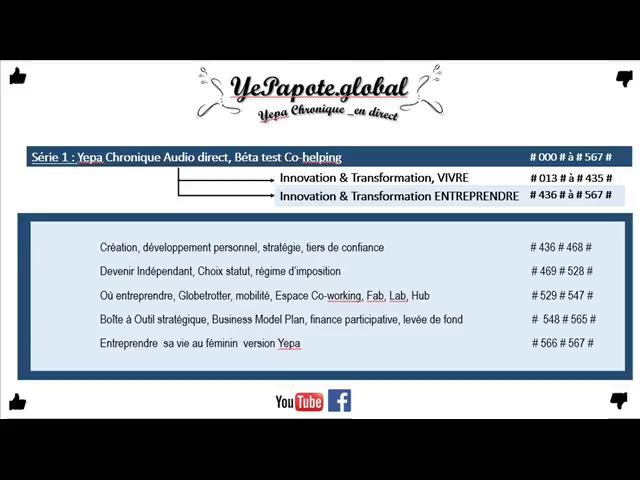 YePapote.global
Yepa Chronique _en direct
Série 1 : Yepa Chronique Audio direct, Béta test Co-helping # 000 # à # 567 #
Innovation & Transformation, VIVRE # 013 # à # 435 #
Innovation & Transformation ENTREPRENDRE # 436 # à # 567 #
Création, développement personnel, stratégie, tiers de confiance # 436 # 468 #
Devenir Indépendant, Choix statut, régime d'imposition # 469 # 528 #
Où entreprendre, Globetrotter, mobilité, Espace Co-working, Fab, Lab, Hub # 529 # 547 #
Boîte à Outil stratégique, Business Model Plan, finance participative, levée de fond # 548 # 565 #
Entreprendre sa vie au féminin version Yepa # 566 # 567 #
YouTube f